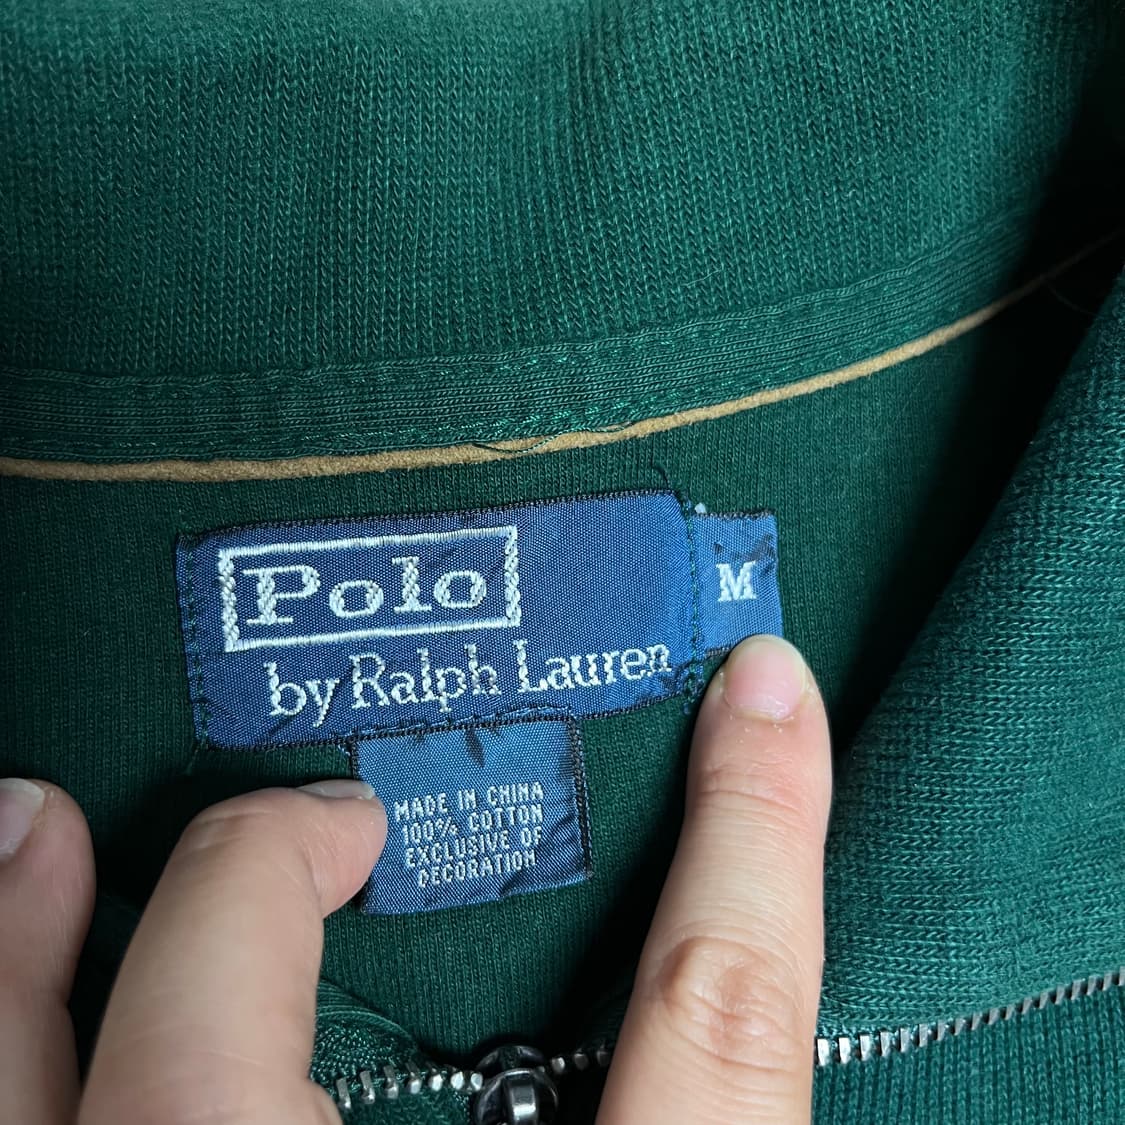 Polo
by Ralph Lauren
M
MADE IN CHINA
100% COTTON
EXCLUSIVE OF
DECORATION